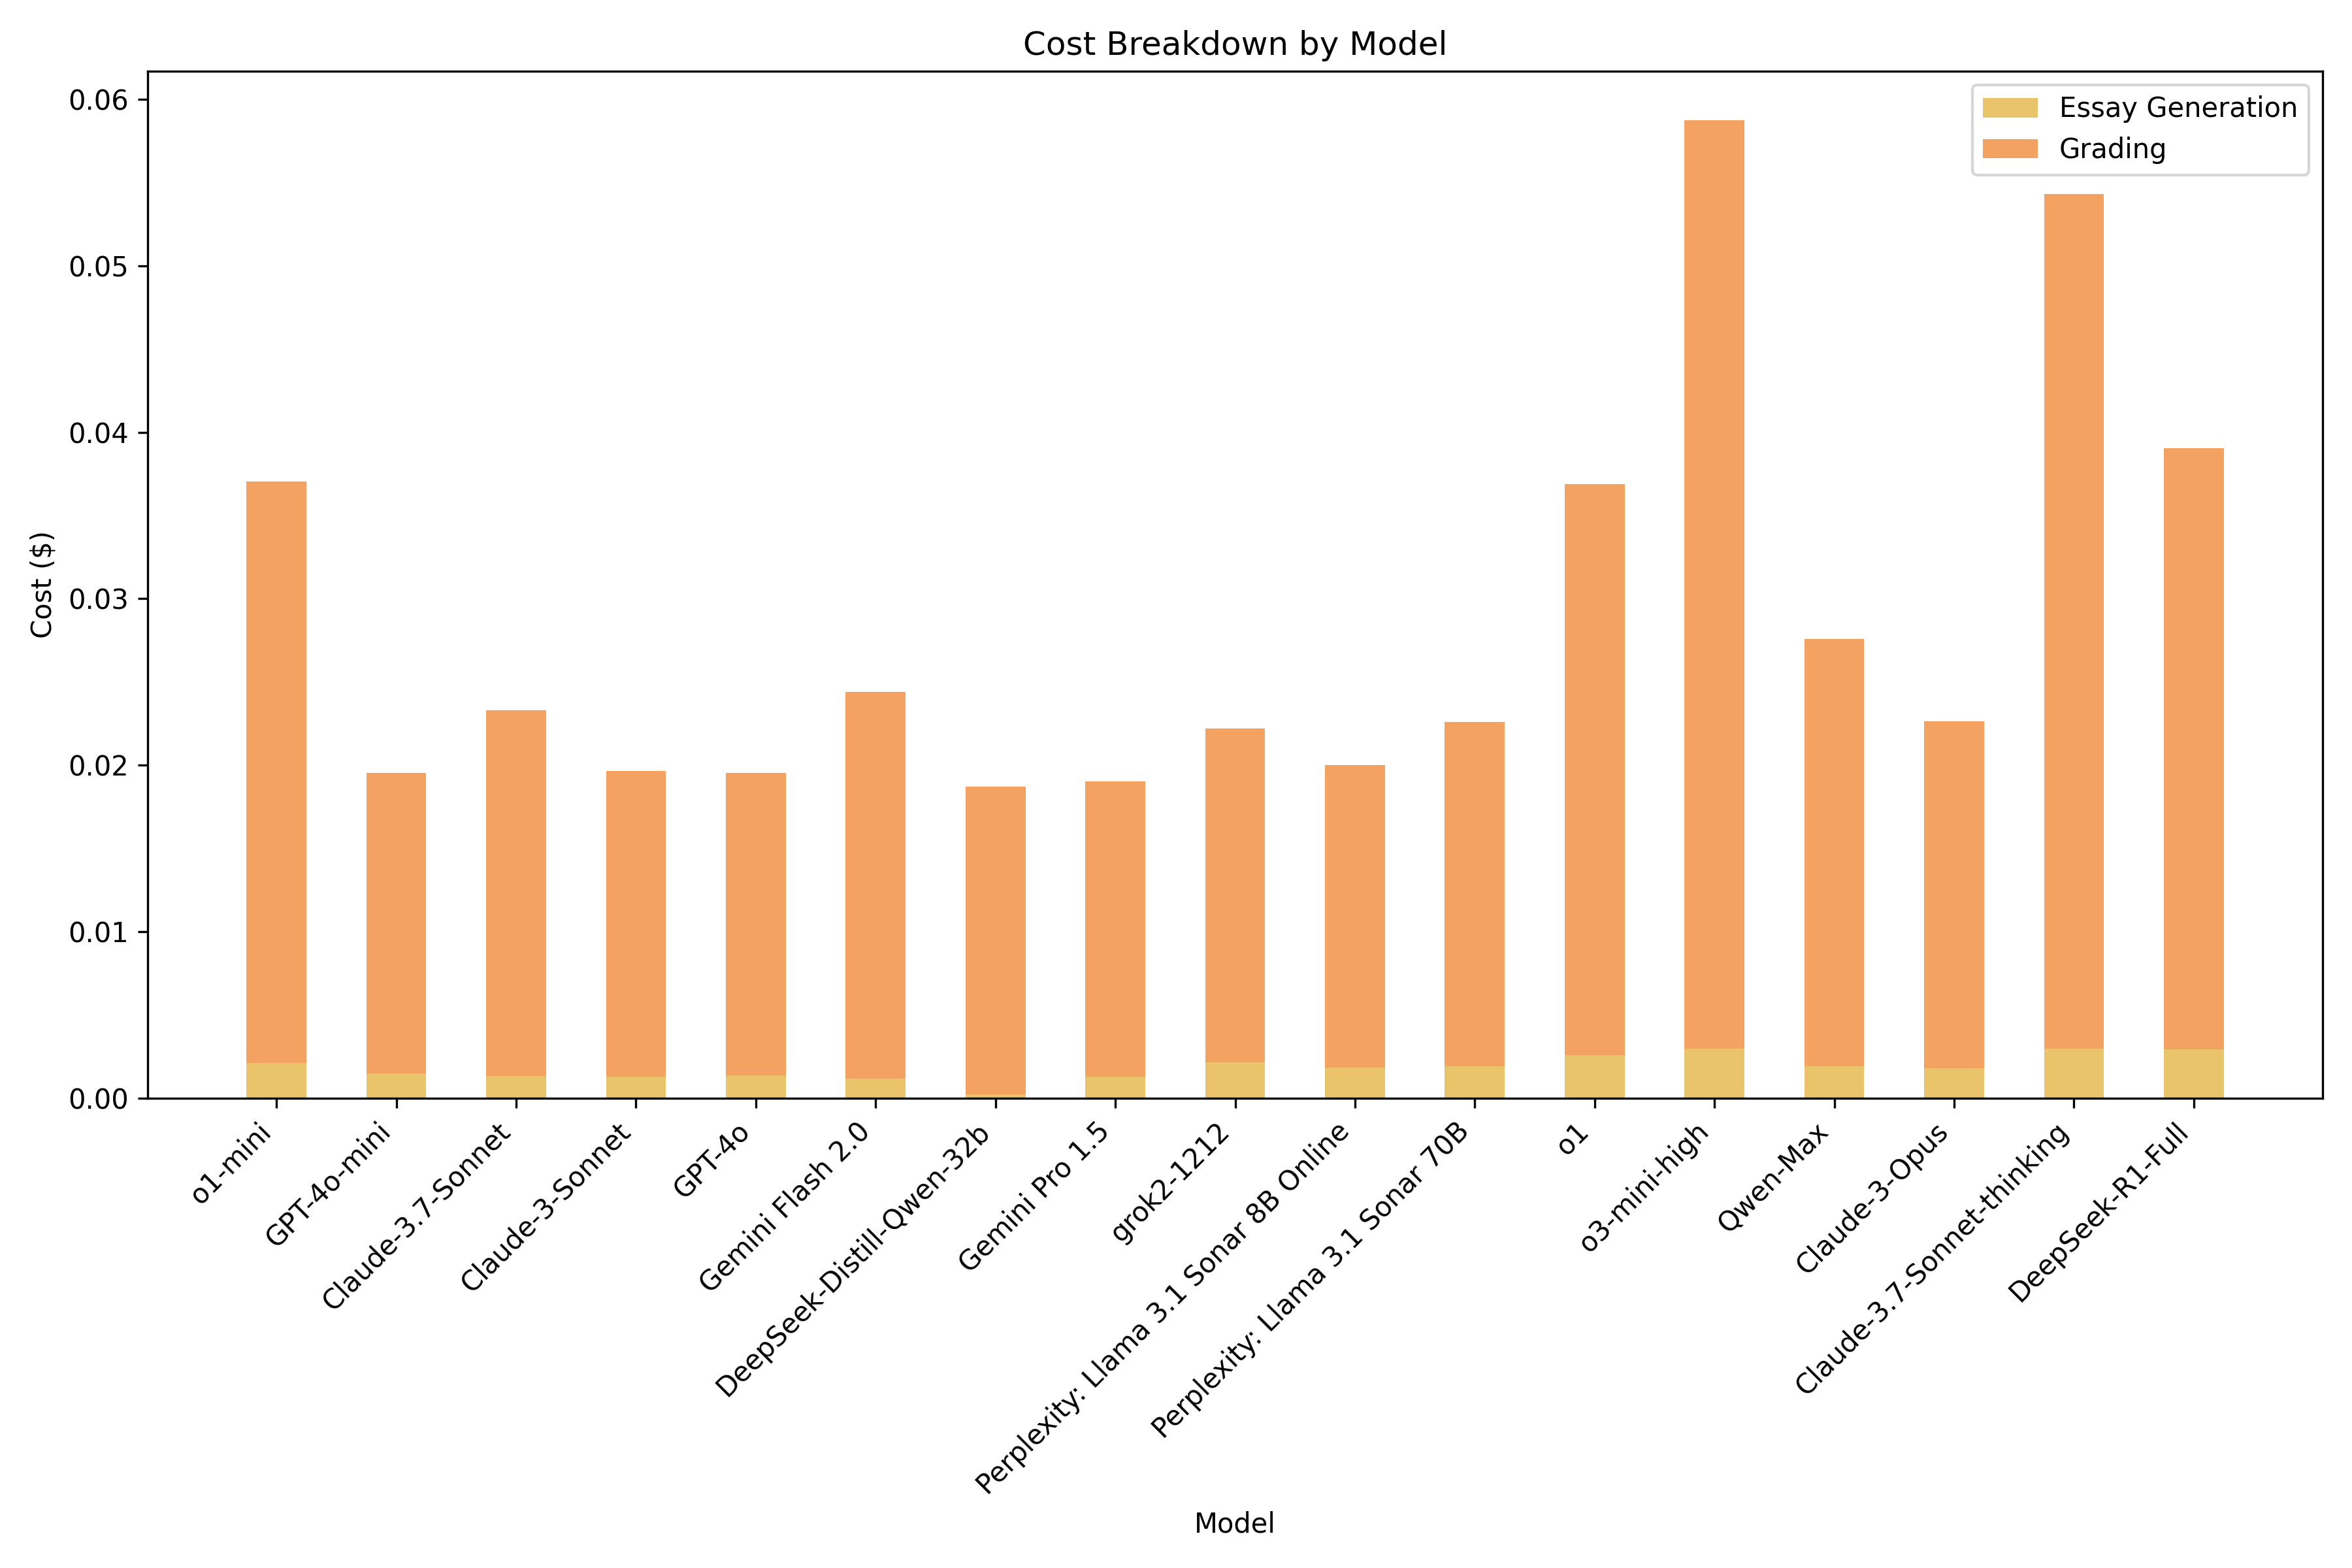 Cost Breakdown by Model
Essay Generation
Grading
Cost ($)
0.06
0.05
0.04
0.03
0.02
0.01
0.00
o1-mini
GPT-4o-mini
Claude-3.7-Sonnet
Claude-3-Sonnet
GPT-4o
Gemini Flash 2.0
DeepSeek-Distill-Qwen-32b
Gemini Pro 1.5
grok2-1212
Perplexity: Llama 3.1 Sonar 8B Online
Perplexity: Llama 3.1 Sonar 70B
o1
o3-mini-high
Qwen-Max
Claude-3-Opus
Claude-3.7-Sonnet-thinking
DeepSeek-R1-Full
Model